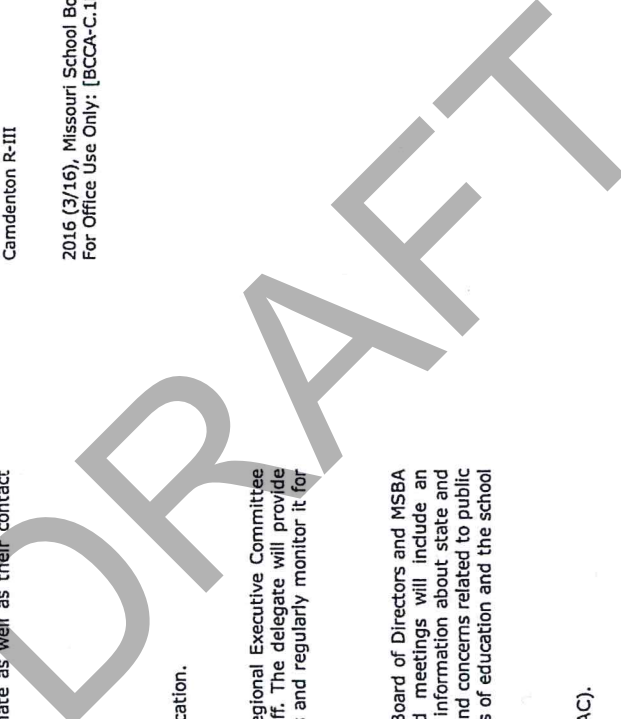 late as well as their contact
cation.
egional Executive Committee
ff. The delegate will provide
and regularly monitor it for
Board of Directors and MSBA
d meetings will include an
information about state and
nd concerns related to public
s of education and the school
AC).
Camdenton R-III
2016 (3/16), Missouri School Bo
For Office Use Only: [BCCA-C.1
DRAFT